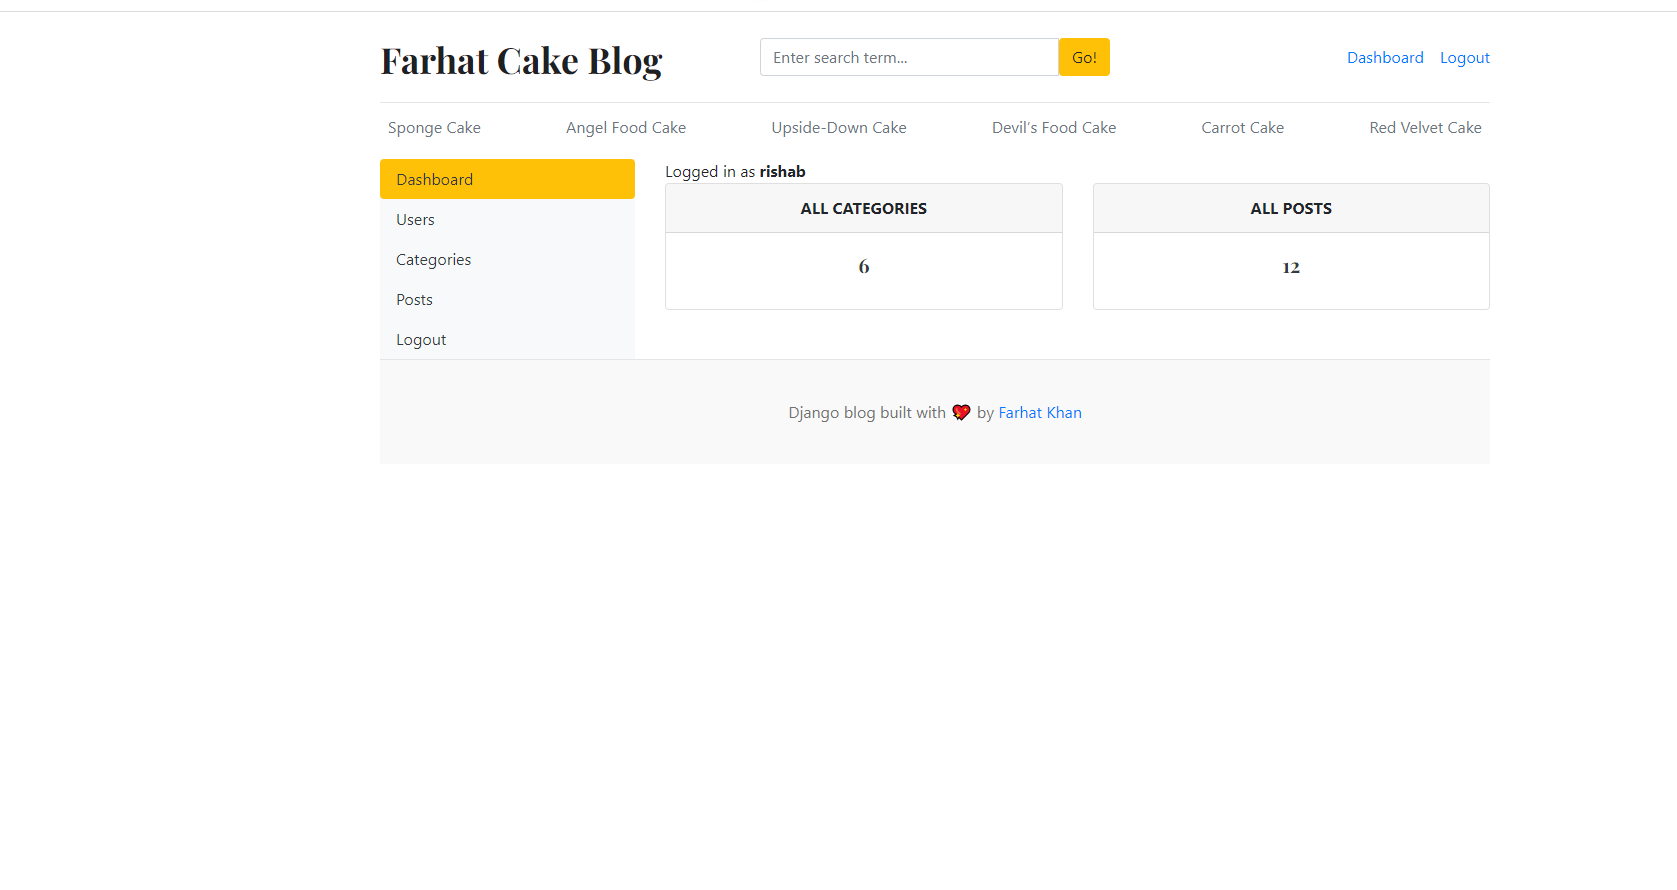 Farhat Cake Blog
Enter search term...
Go!
Dashboard
Logout
Sponge Cake
Angel Food Cake
Upside-Down Cake
Devil’s Food Cake
Carrot Cake
Red Velvet Cake
Dashboard
Users
Categories
Posts
Logout
Logged in as rishab
ALL CATEGORIES
6
ALL POSTS
12
Django blog built with 💖 by Farhat Khan